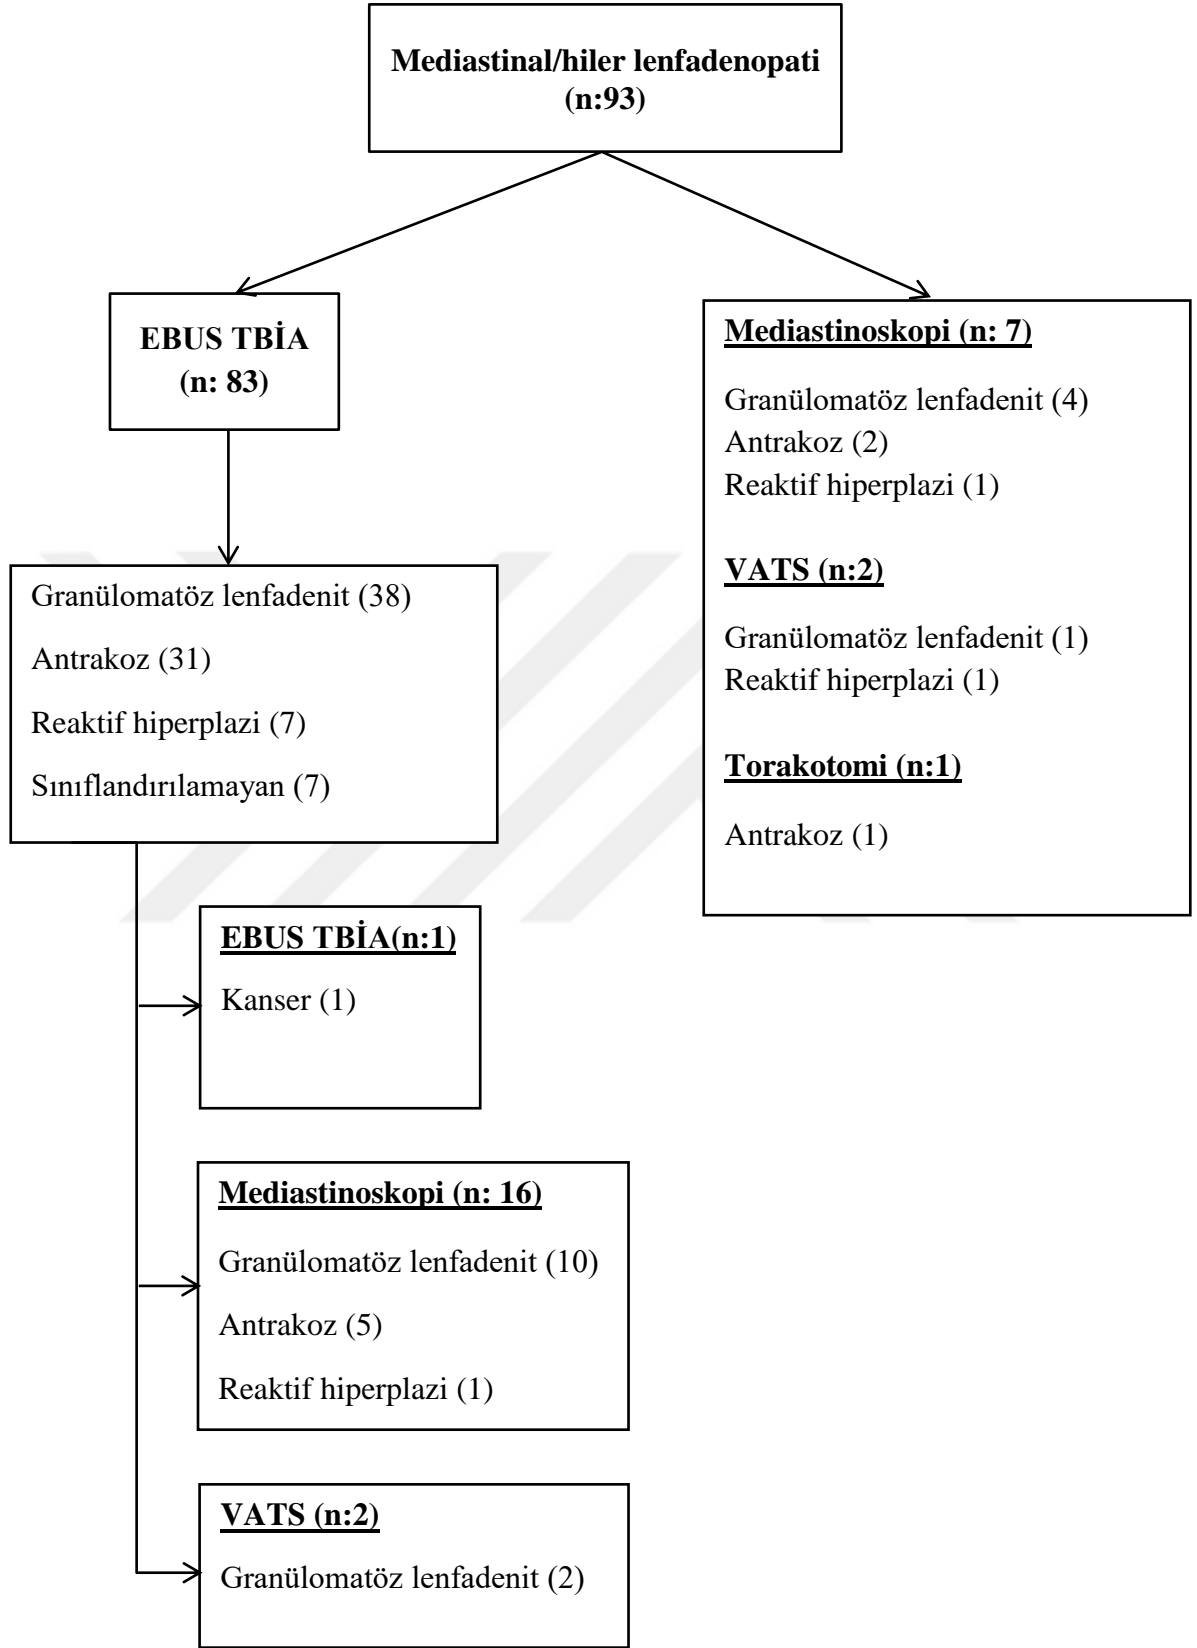 Mediastinal/hiler lenfadenopati
(n:93)
EBUS TBİA
(n: 83)
Mediastinoskopi (n: 7)
Granülomatöz lenfadenit (4)
Antrakoz (2)
Reaktif hiperplazi (1)
VATS (n:2)
Granülomatöz lenfadenit (1)
Reaktif hiperplazi (1)
Torakotomi (n:1)
Antrakoz (1)
Granülomatöz lenfadenit (38)
Antrakoz (31)
Reaktif hiperplazi (7)
Sınıflandırılamayan (7)
EBUS TBİA(n:1)
Kanser (1)
Mediastinoskopi (n: 16)
Granülomatöz lenfadenit (10)
Antrakoz (5)
Reaktif hiperplazi (1)
VATS (n:2)
Granülomatöz lenfadenit (2)